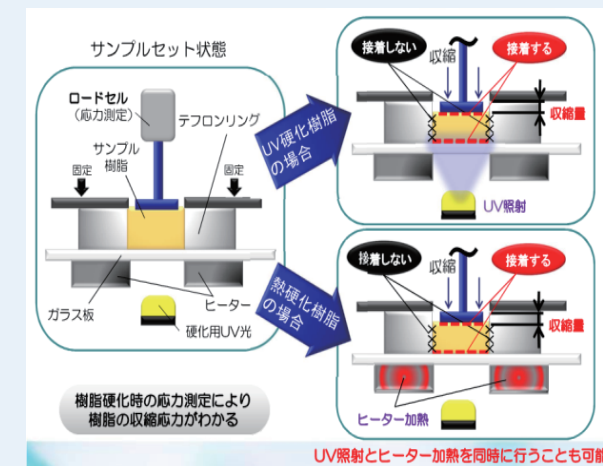 サンプルセット状態
ロードセル
（応力測定）
テフロンリング
サンプル
樹脂
固定
固定
ガラス板
ヒーター
硬化用UV光
樹脂硬化時の応力測定により
樹脂の収縮応力がわかる
UV硬化樹脂
の場合
接着しない
収縮
接着する
収縮量
UV照射
熱硬化樹脂
の場合
接着しない
収縮
接着する
収縮量
ヒーター加熱
UV照射とヒーター加熱を同時に行うことも可能